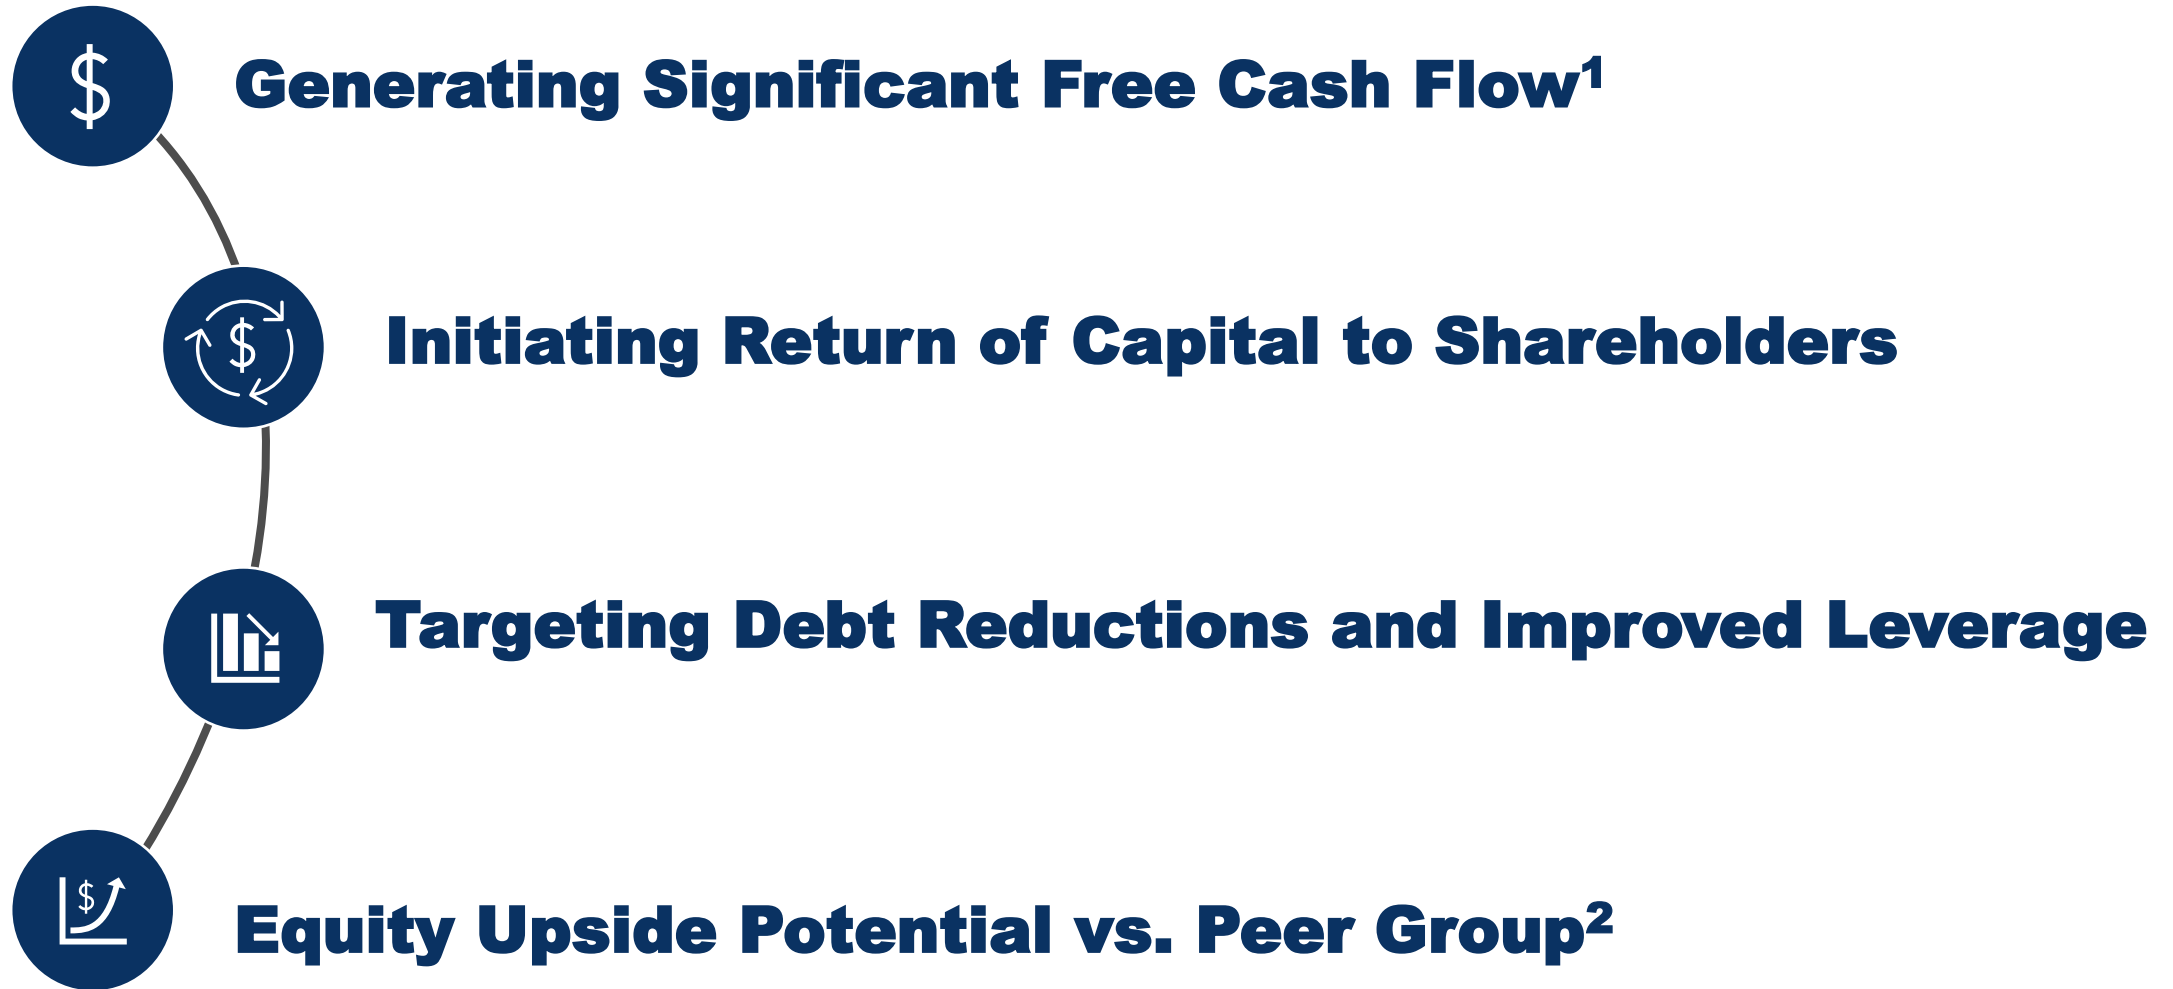 Generating Significant Free Cash Flow¹
Initiating Return of Capital to Shareholders
Targeting Debt Reductions and Improved Leverage
Equity Upside Potential vs. Peer Group²